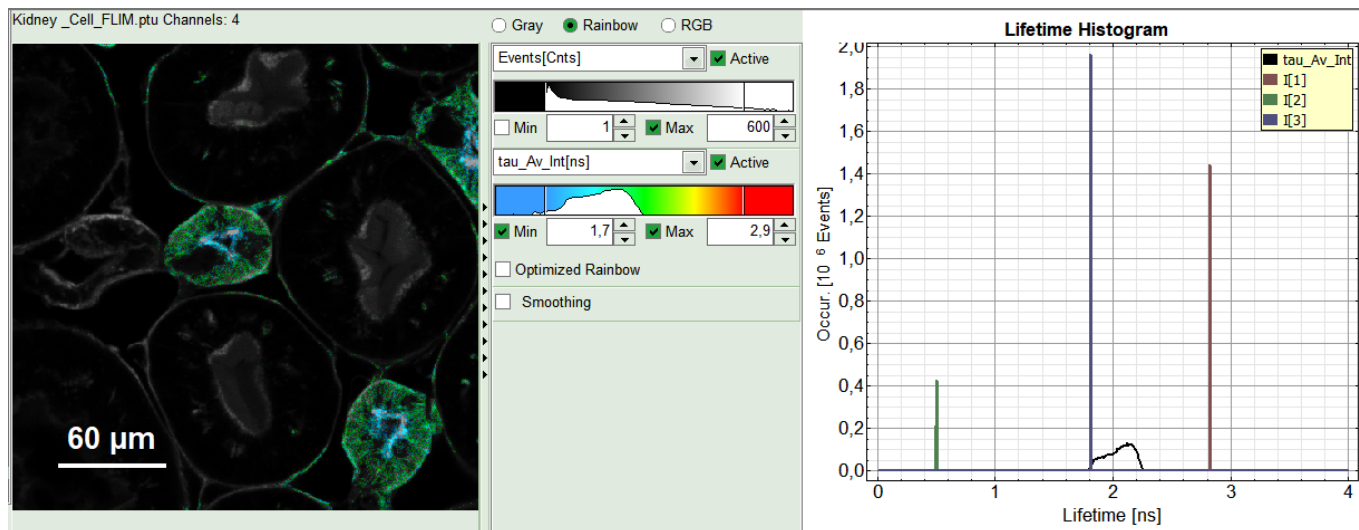 Kidney _Cell_FLIM.ptu Channels: 4
60 µm
Gray Rainbow RGB
Events[Cnts] Active
Min 1 Max 600
tau_Av_Int[ns] Active
Min 1,7 Max 2,9
Optimized Rainbow
Smoothing
Lifetime Histogram
tau_Av_Int
I[1]
I[2]
I[3]
Occur. [10 6 Events]
2,0
1,8
1,6
1,4
1,2
1,0
0,8
0,6
0,4
0,2
0,0
0 1 2 3 4
Lifetime [ns]